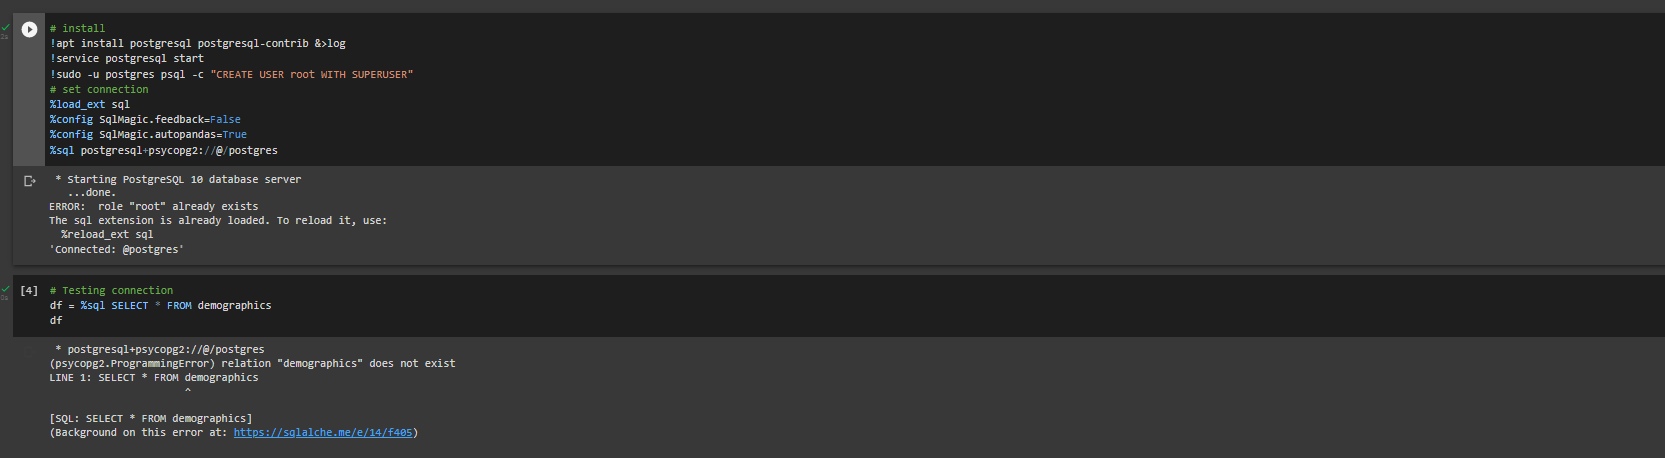 # install
!apt install postgresql postgresql-contrib &>log
!service postgresql start
!sudo -u postgres psql -c "CREATE USER root WITH SUPERUSER"
# set connection
%load_ext sql
%config SqlMagic.feedback=False
%config SqlMagic.autopandas=True
%sql postgresql+psycopg2://@/postgres
* Starting PostgreSQL 10 database server
...done.
ERROR:  role "root" already exists
The sql extension is already loaded. To reload it, use:
%reload_ext sql
'Connected: @postgres'
[4]
# Testing connection
df = %sql SELECT * FROM demographics
df
* postgresql+psycopg2://@/postgres
(psycopg2.ProgrammingError) relation "demographics" does not exist
LINE 1: SELECT * FROM demographics
^
[SQL: SELECT * FROM demographics]
(Background on this error at: https://sqlalche.me/e/14/f405)